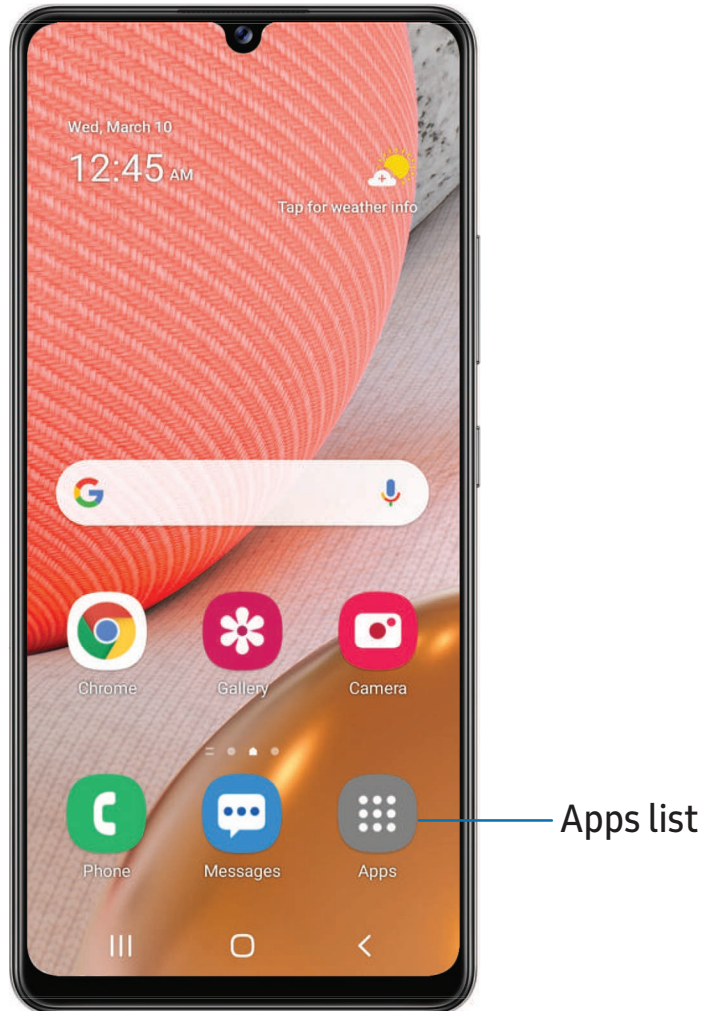 Wed, March 10
12:45 AM
Tap for weather info
G
Chrome
Gallery
Camera
Phone
Messages
Apps
Apps list